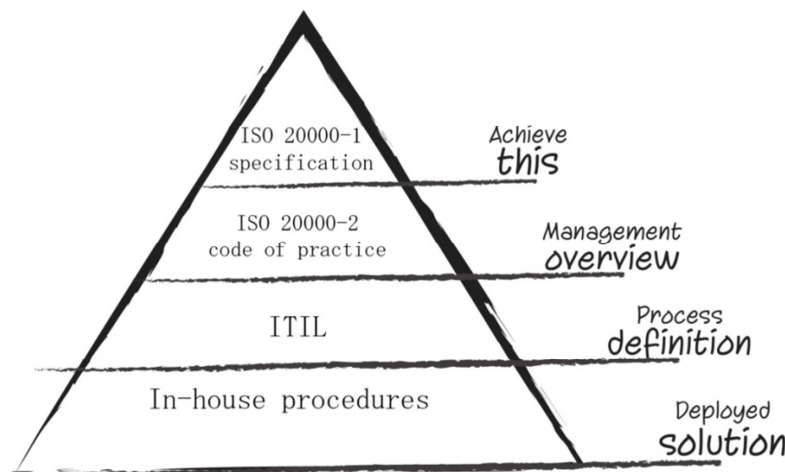 ISO 20000-1
specification
Achieve
this
ISO 20000-2
code of practice
Management
overview
ITIL
Process
definition
In-house procedures
Deployed
solution